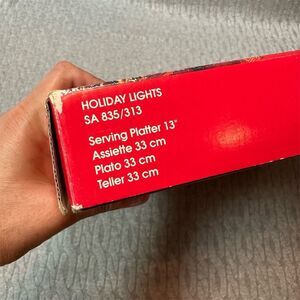 HOLIDAY LIGHTS
SA 835/313
Serving Platter 13"
Assiette 33 cm
Plato 33 cm
Teller 33 cm